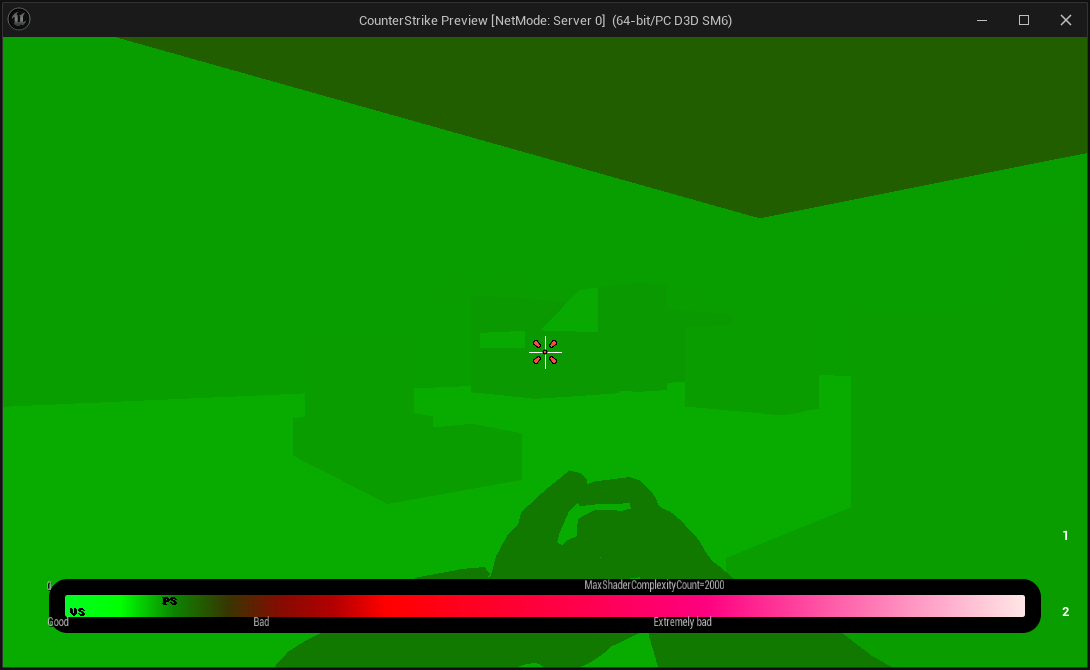 CounterStrike Preview [NetMode: Server 0] (64-bit/PC D3D SM6)
1
0
MaxShaderComplexityCount=2000
PS
VS
2
Good
Bad
Extremely bad